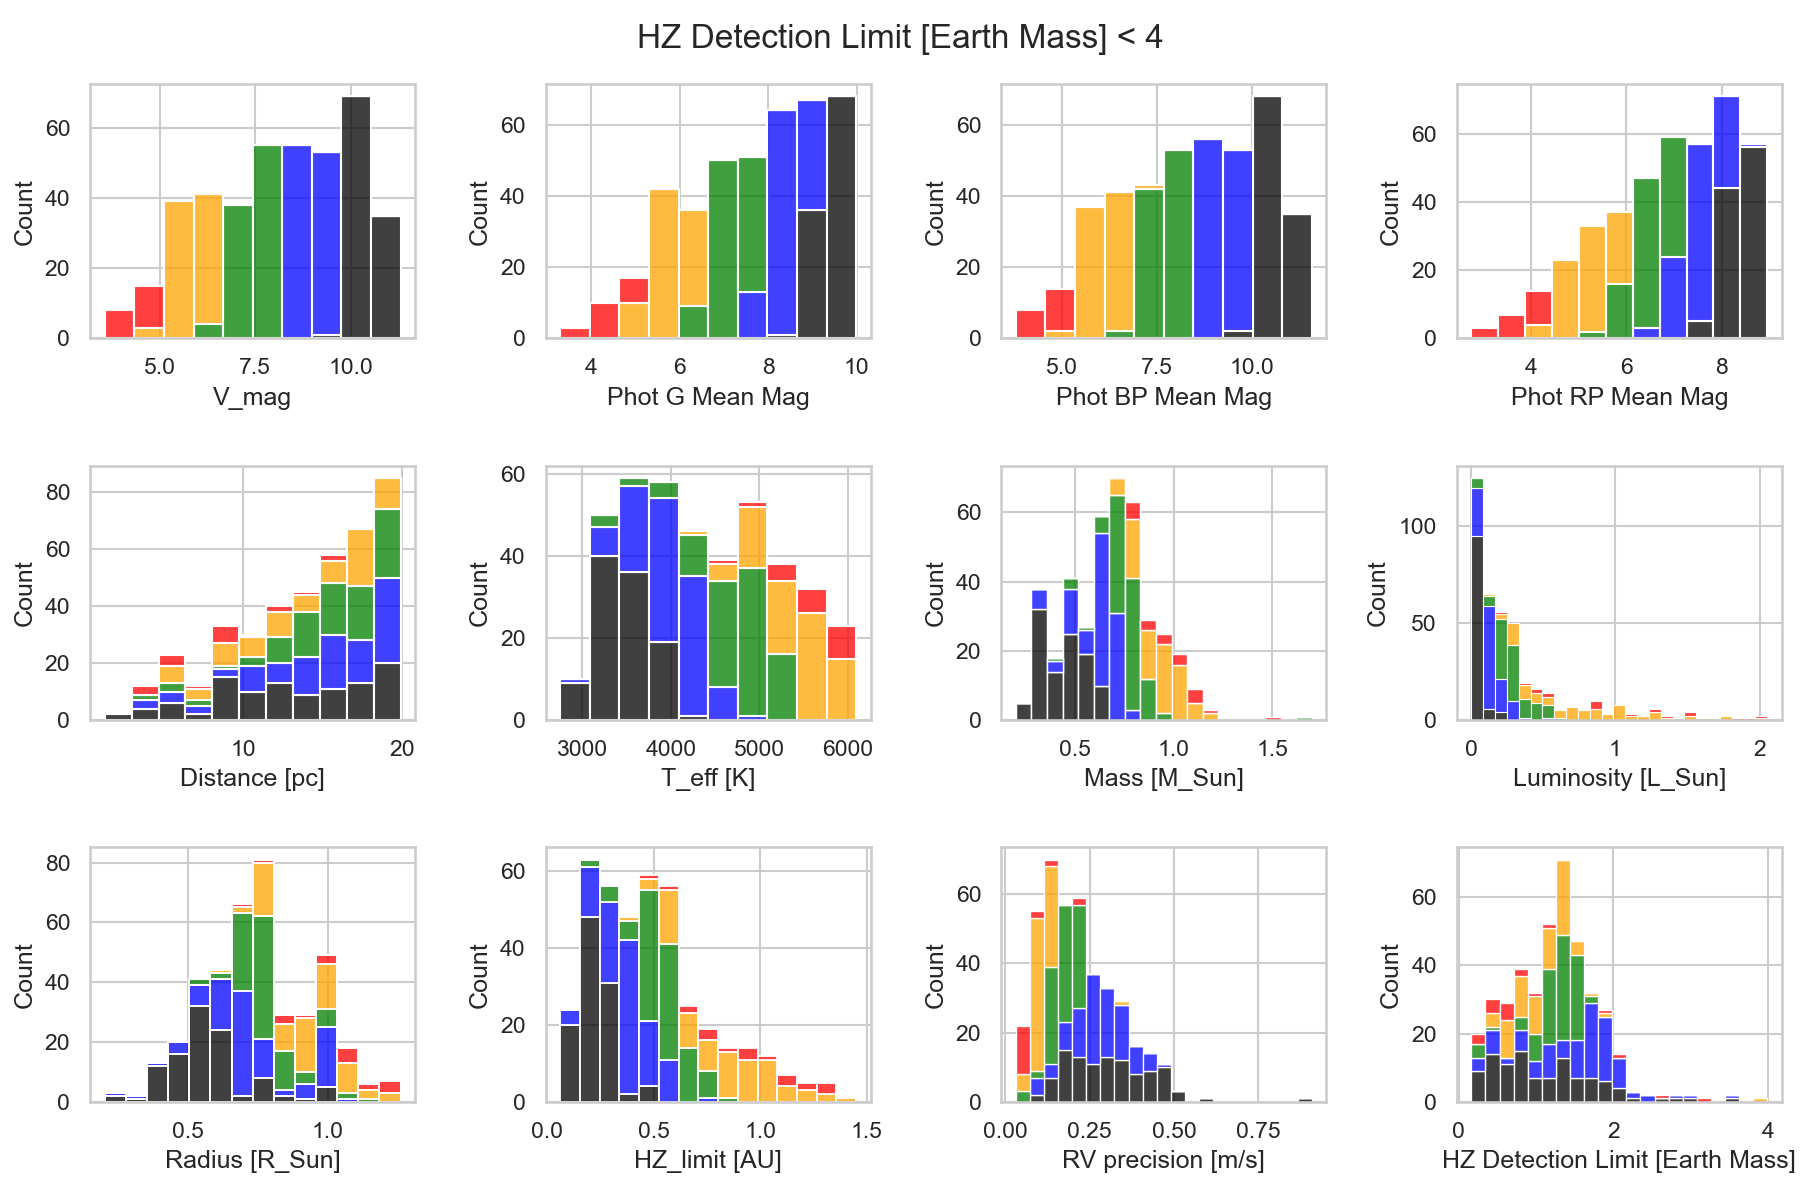 HZ Detection Limit [Earth Mass] < 4
Count
60
40
20
0
5.0 7.5 10.0
V_mag
Count
60
40
20
0
4 6 8 10
Phot G Mean Mag
Count
60
40
20
0
5.0 7.5 10.0
Phot BP Mean Mag
Count
60
40
20
0
4 6 8
Phot RP Mean Mag
Count
80
60
40
20
0
10 20
Distance [pc]
Count
60
40
20
0
3000 4000 5000 6000
T_eff [K]
Count
60
40
20
0
0.5 1.0 1.5
Mass [M_Sun]
Count
100
50
0
0 1 2
Luminosity [L_Sun]
Count
80
60
40
20
0
0.5 1.0
Radius [R_Sun]
Count
60
40
20
0
0.0 0.5 1.0 1.5
HZ_limit [AU]
Count
60
40
20
0
0.00 0.25 0.50 0.75
RV precision [m/s]
Count
60
40
20
0
0 2 4
HZ Detection Limit [Earth Mass]